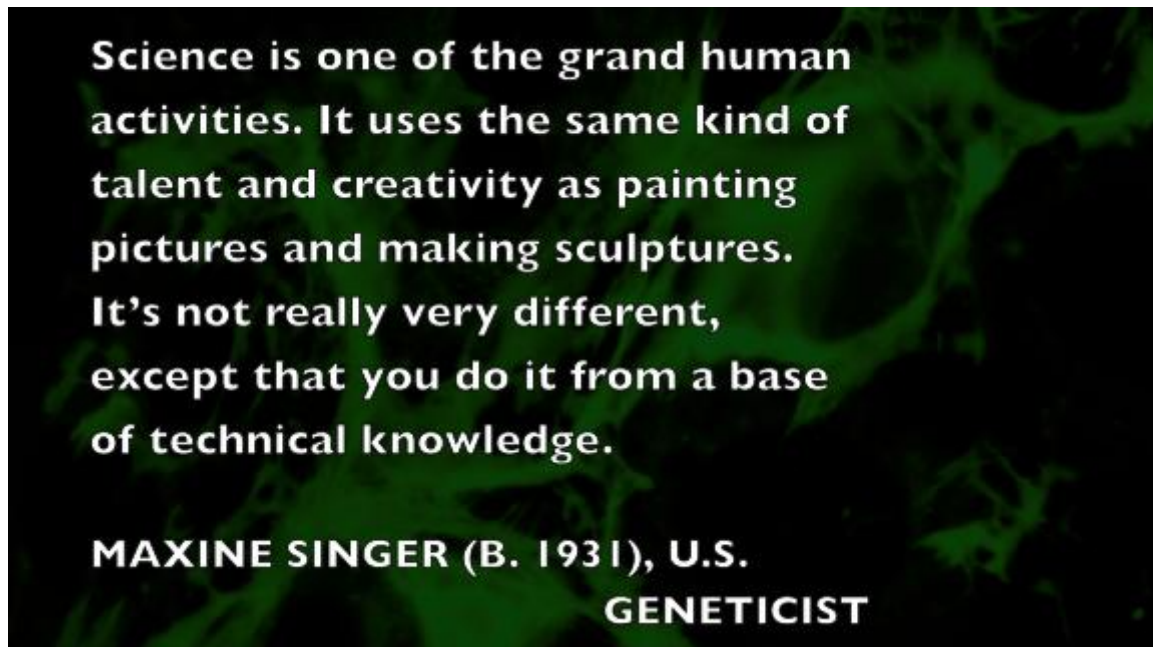 Science is one of the grand human
activities. It uses the same kind of
talent and creativity as painting
pictures and making sculptures.
It’s not really very different,
except that you do it from a base
of technical knowledge.
MAXINE SINGER (B. 1931), U.S.
GENETICIST